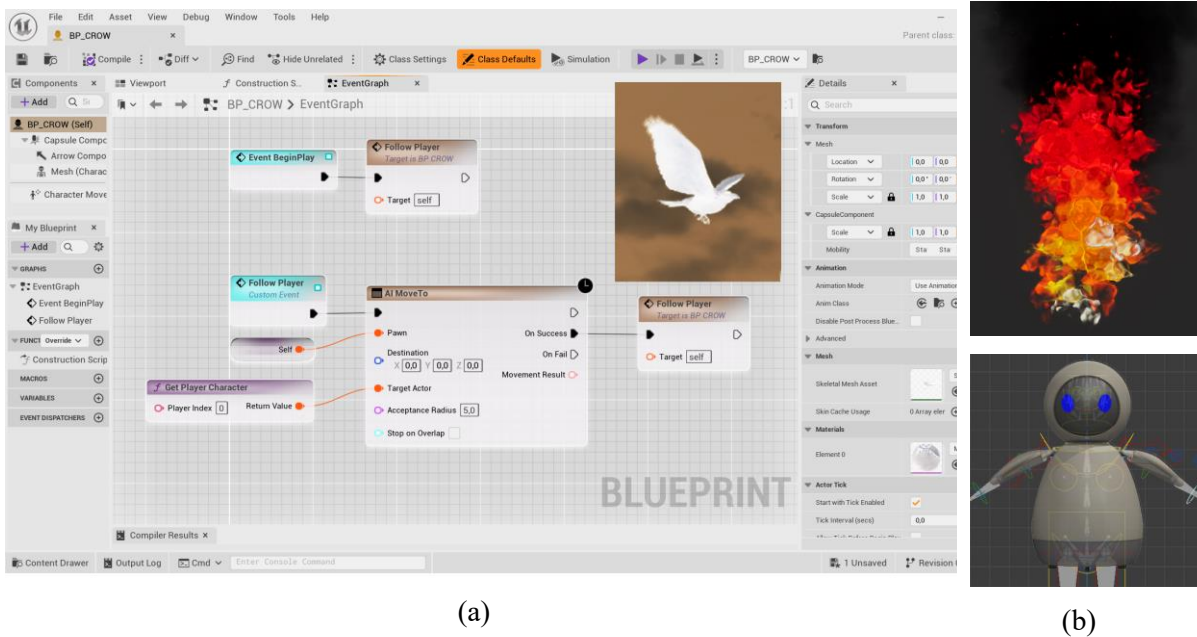 File Edit Asset View Debug Window Tools Help
BP_CROW ×
Parent class:
Compile Diff Find Hide Unrelated Class Settings Class Defaults Simulation BP_CROW
Components × Viewport Construction S... EventGraph × Details ×
+ Add BP_CROW > EventGraph Search
BP_CROW (Self)
Capsule Compc
Arrow Compo
Mesh (Charac
Character Move
My Blueprint ×
+ Add
GRAPHS
EventGraph
Event BeginPlay
Follow Player
FUNCT Override
Construction Scrip
MACROS
VARIABLES
EVENT DISPATCHERS
Event BeginPlay
Follow Player
Target is BP CROW
Target self
Follow Player
Custom Event
Self
f Get Player Character
Player Index 0 Return Value
AI MoveTo
Pawn On Success
Destination On Fail
X 0,0 Y 0,0 Z 0,0
Movement Result
Target Actor
Acceptance Radius 5,0
Stop on Overlap
Follow Player
Target is BP CROW
Target self
BLUEPRINT
Transform
Mesh
Location 0,0 0,0
Rotation 0,0° 0,0°
Scale 1,0 1,0
CapsuleComponent
Scale 1,0 1,0
Mobility Sta Ste
Animation
Animation Mode Use Animation
Anim Class
Disable Post Process Blue...
Advanced
Mesh
Skeletal Mesh Asset
Skin Cache Usage 0 Array eler
Materials
Element 0
Actor Tick
Start with Tick Enabled
Tick Interval (secs) 0,0
Compiler Results ×
Content Drawer Output Log Cmd Enter Console Command 1 Unsaved Revision
(a)
(b)